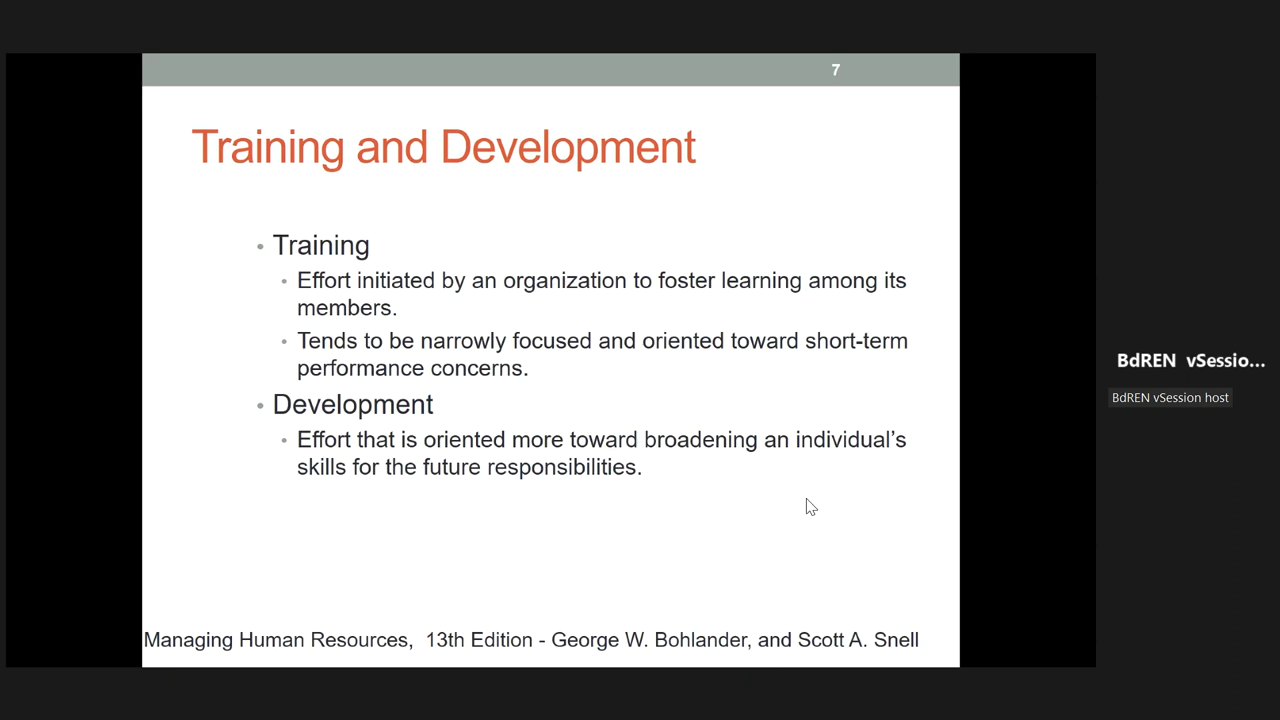 7
Training and Development
• Training
• Effort initiated by an organization to foster learning among its
members.
• Tends to be narrowly focused and oriented toward short-term
performance concerns.
• Development
• Effort that is oriented more toward broadening an individual’s
skills for the future responsibilities.
Managing Human Resources, 13th Edition - George W. Bohlander, and Scott A. Snell
BdREN vSessio...
BdREN vSession host